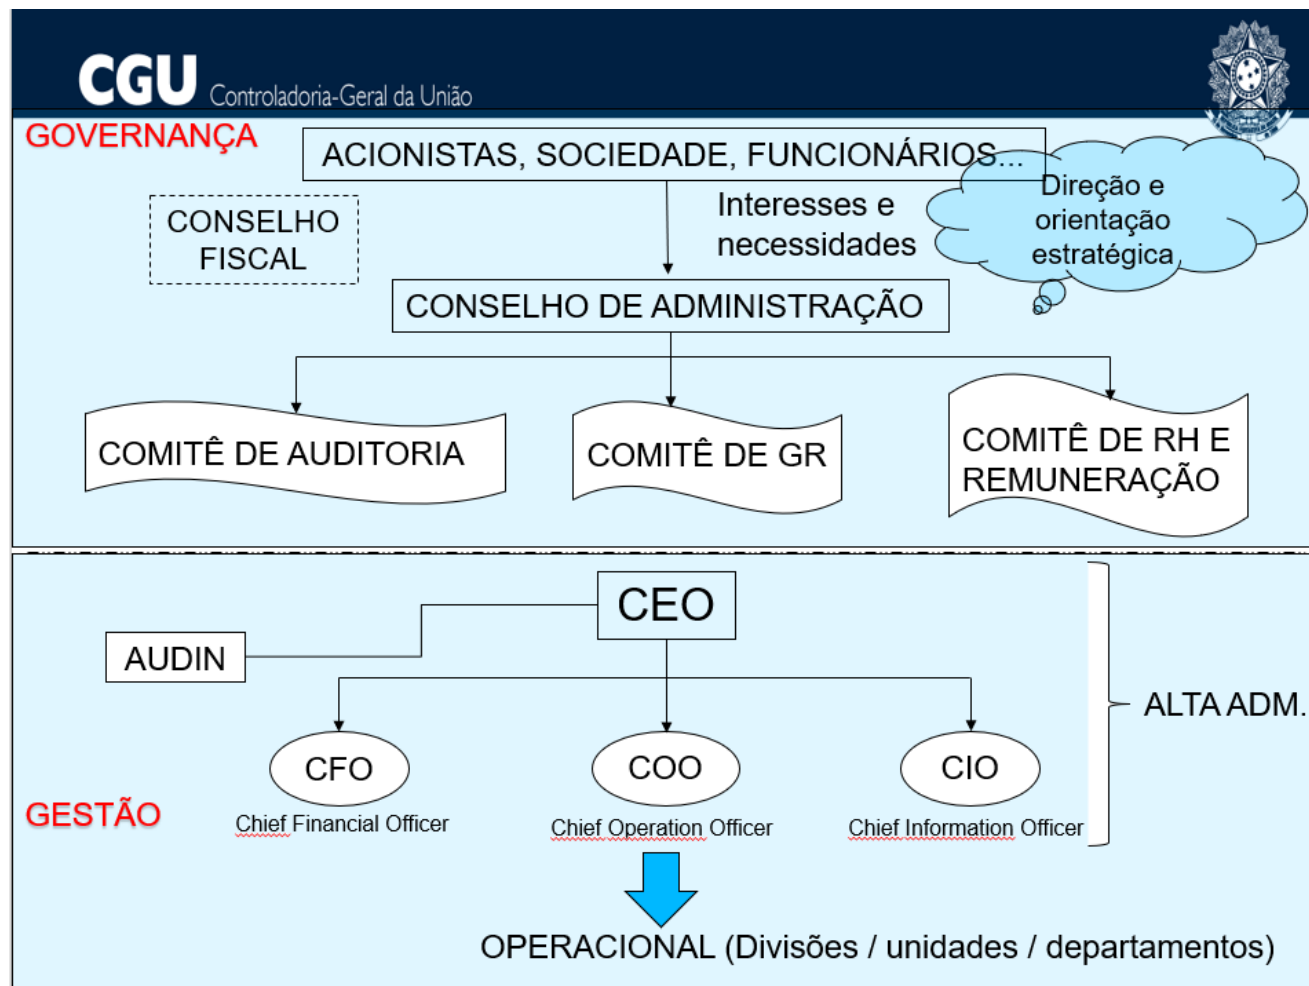 CGU Controladoria-Geral da União
GOVERNANÇA
ACIONISTAS, SOCIEDADE, FUNCIONÁRIOS...
CONSELHO
FISCAL
Interesses e
necessidades
Direção e
orientação
estratégica
CONSELHO DE ADMINISTRAÇÃO
COMITÊ DE AUDITORIA
COMITÊ DE GR
COMITÊ DE RH E
REMUNERAÇÃO
CEO
AUDIN
ALTA ADM.
CFO
COO
CIO
GESTÃO
Chief Financial Officer
Chief Operation Officer
Chief Information Officer
OPERACIONAL (Divisões / unidades / departamentos)